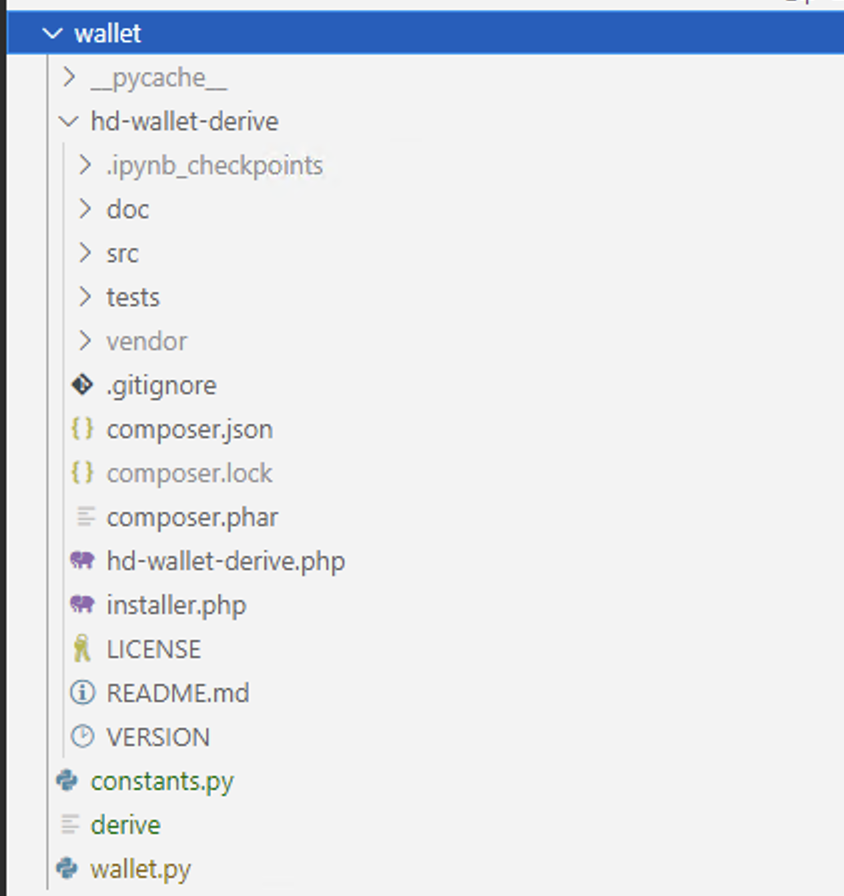 wallet
__pycache__
hd-wallet-derive
.ipynb_checkpoints
doc
src
tests
vendor
.gitignore
composer.json
composer.lock
composer.phar
hd-wallet-derive.php
installer.php
LICENSE
README.md
VERSION
constants.py
derive
wallet.py